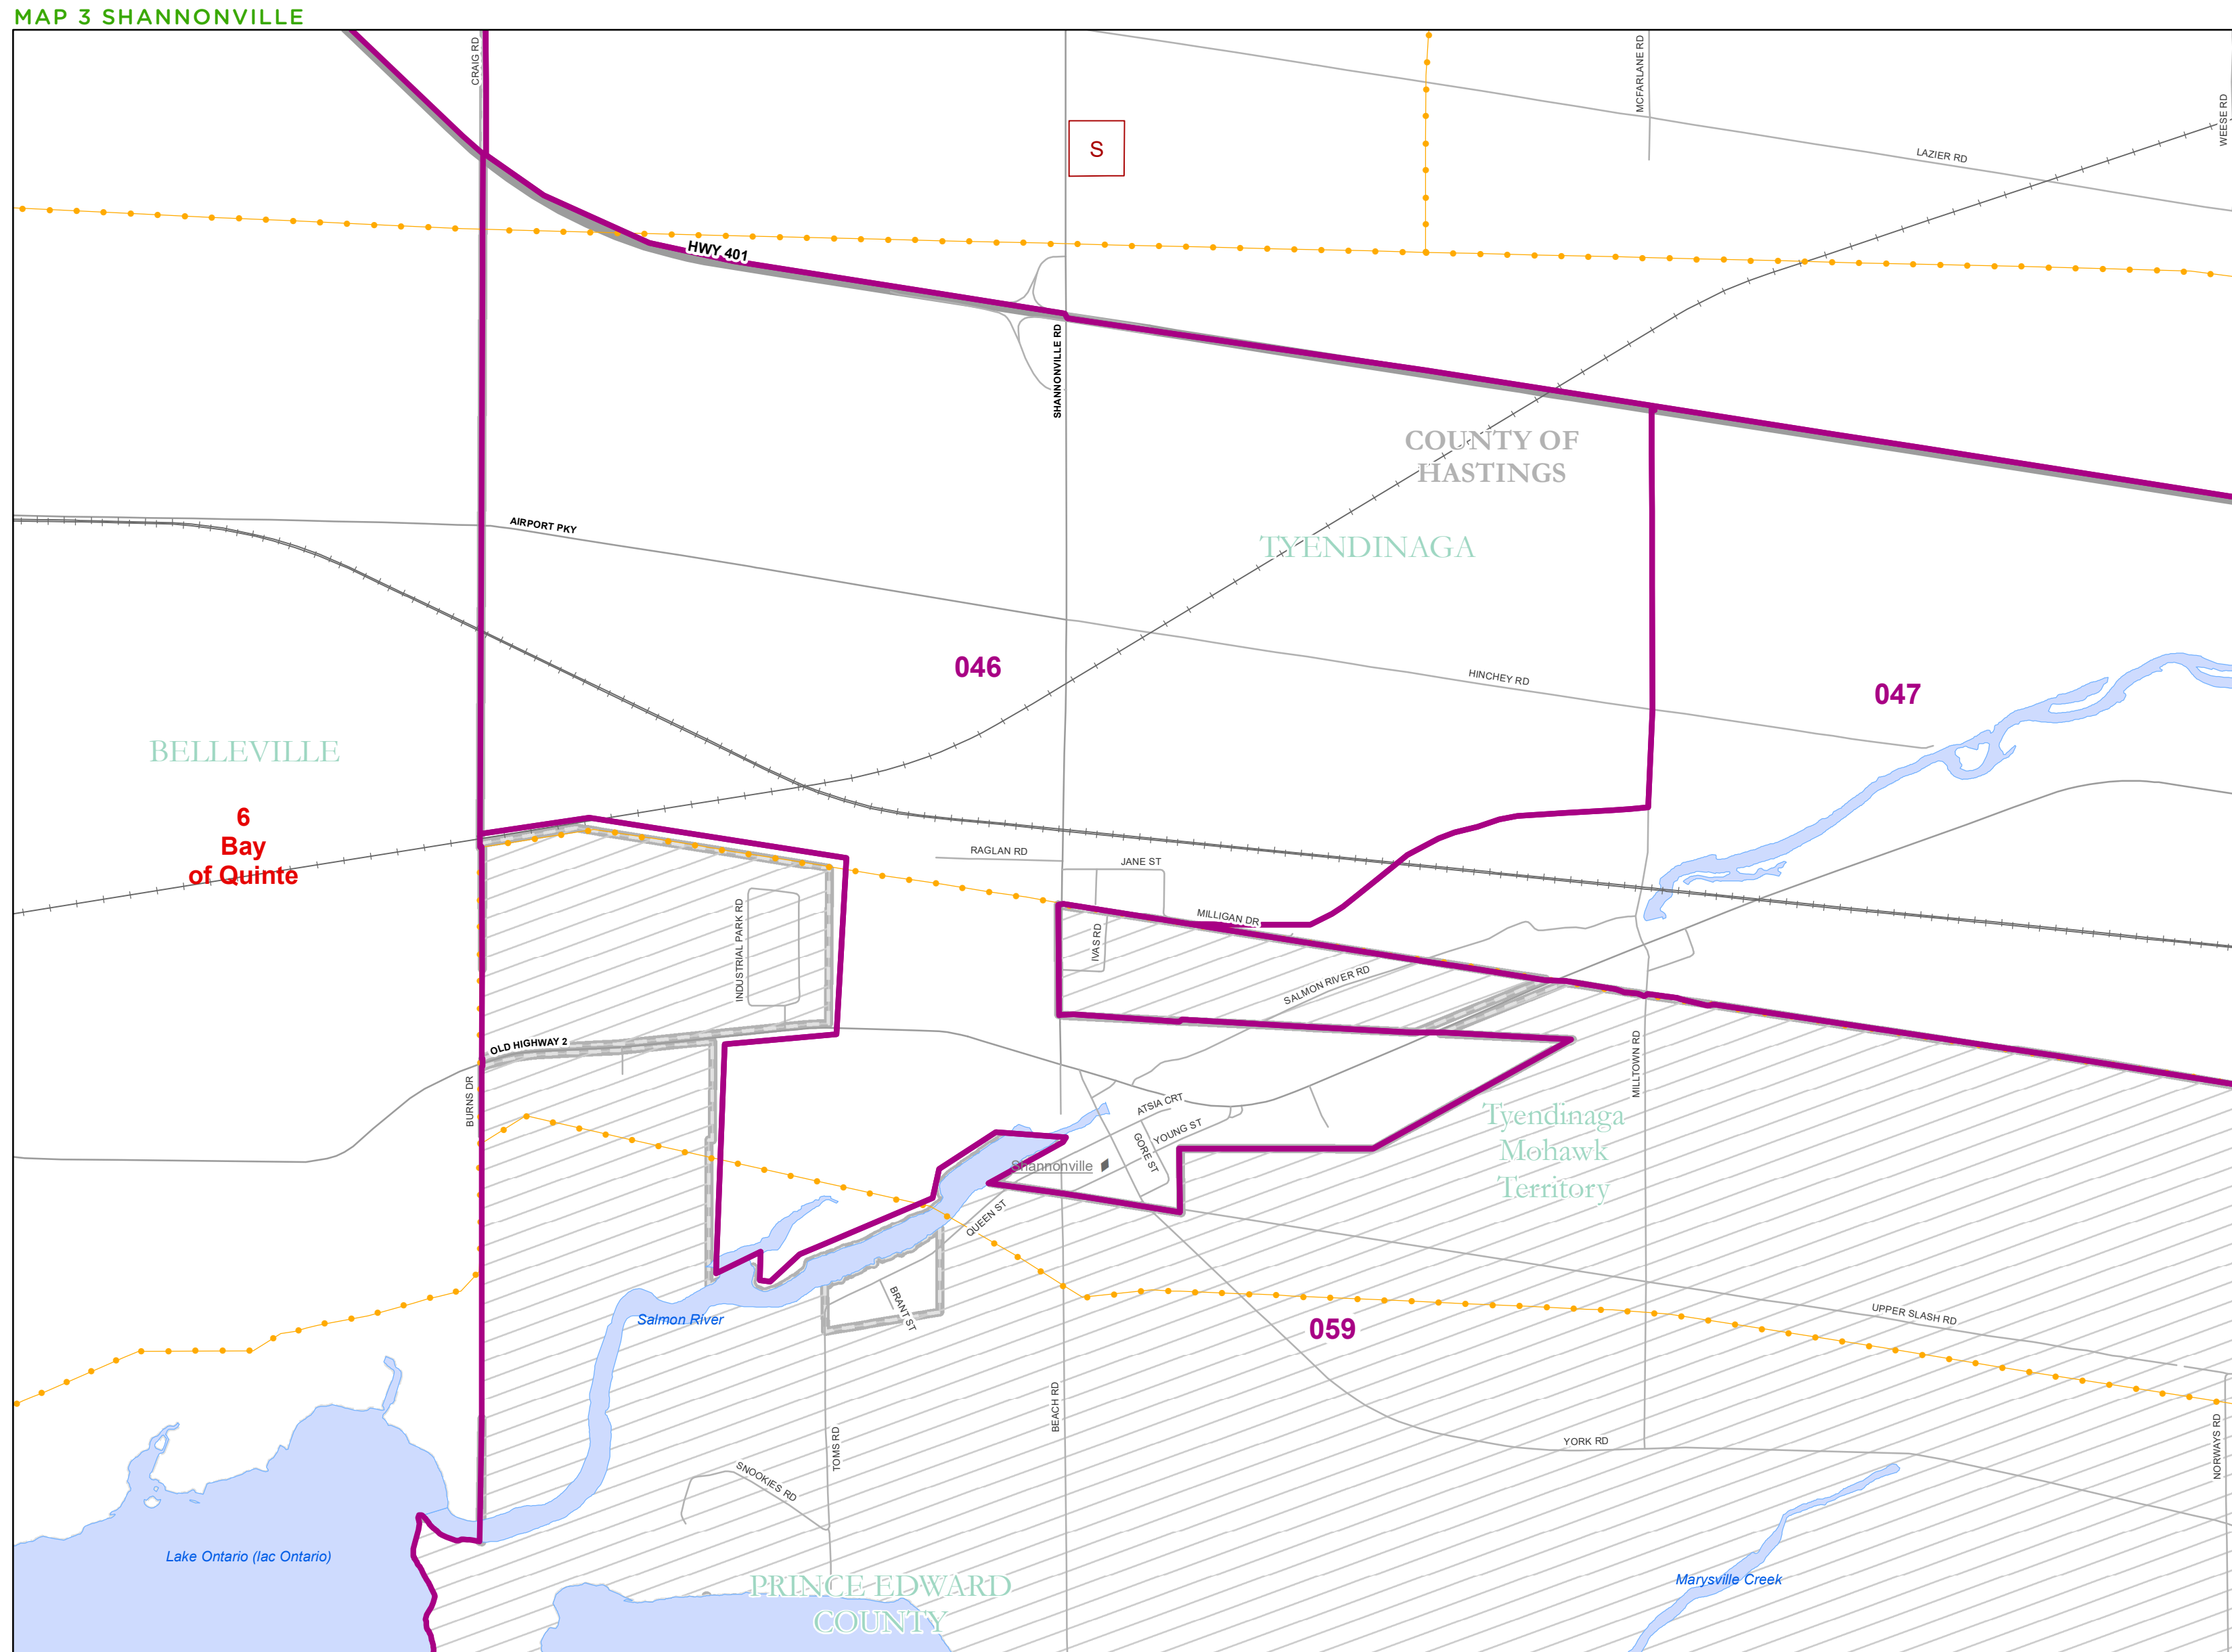 MAP 3 SHANNONVILLE
CRAIG RD
MCFARLANE RD
WEESE RD
S
LAZIER RD
HWY 401
SHANNONVILLE RD
COUNTY OF
HASTINGS
AIRPORT PKY
TYENDINAGA
046
HINCHEY RD
047
BELLEVILLE
6
Bay
of Quinte
RAGLAN RD
JANE ST
INDUSTRIAL PARK RD
MILLIGAN DR
IVAS RD
SALMON RIVER RD
OLD HIGHWAY 2
BURNS DR
MILLTOWN RD
ATSIA CRT
YOUNG ST
GORE ST
Shannonville
Tyendinaga
Mohawk
Territory
QUEEN ST
BRANT ST
Salmon River
059
UPPER SLASH RD
BEACH RD
TOMS RD
YORK RD
NORWAYS RD
SNOOKIES RD
Lake Ontario (lac Ontario)
PRINCE EDWARD
COUNTY
Marysville Creek